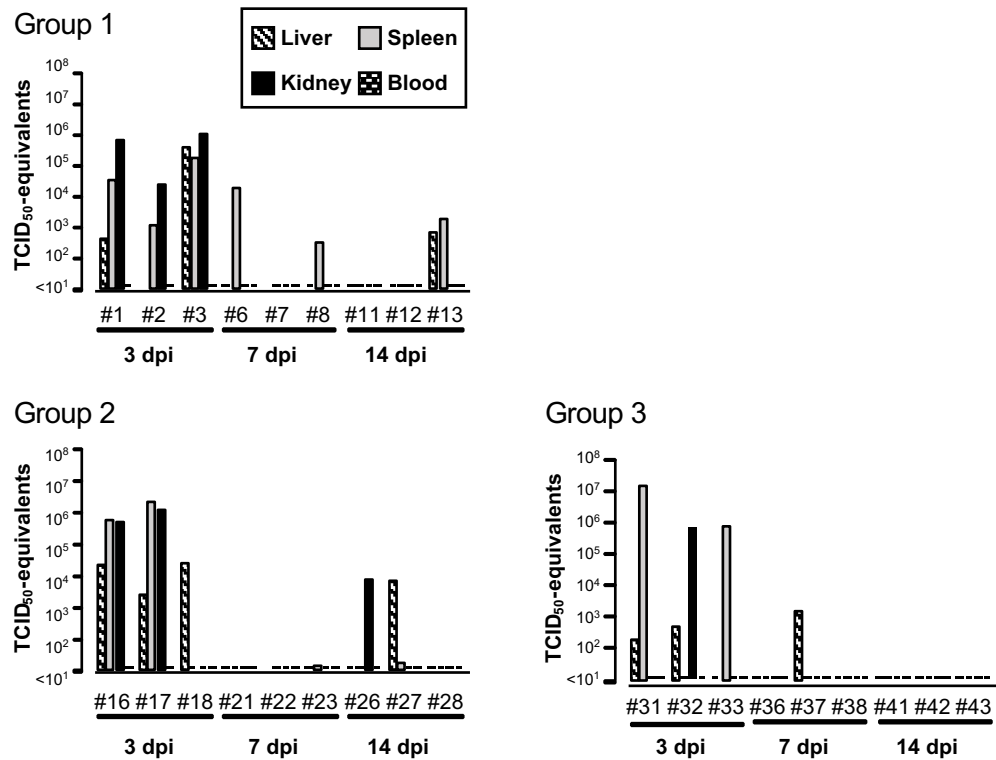 Group 1
Liver Spleen
Kidney Blood
TCID₅₀-equivalents
10⁸
10⁷
10⁶
10⁵
10⁴
10³
10²
<10¹
#1 #2 #3 #6 #7 #8 #11 #12 #13
3 dpi 7 dpi 14 dpi
Group 2
TCID₅₀-equivalents
10⁸
10⁷
10⁶
10⁵
10⁴
10³
10²
<10¹
#16 #17 #18 #21 #22 #23 #26 #27 #28
3 dpi 7 dpi 14 dpi
Group 3
TCID₅₀-equivalents
10⁸
10⁷
10⁶
10⁵
10⁴
10³
10²
<10¹
#31 #32 #33 #36 #37 #38 #41 #42 #43
3 dpi 7 dpi 14 dpi